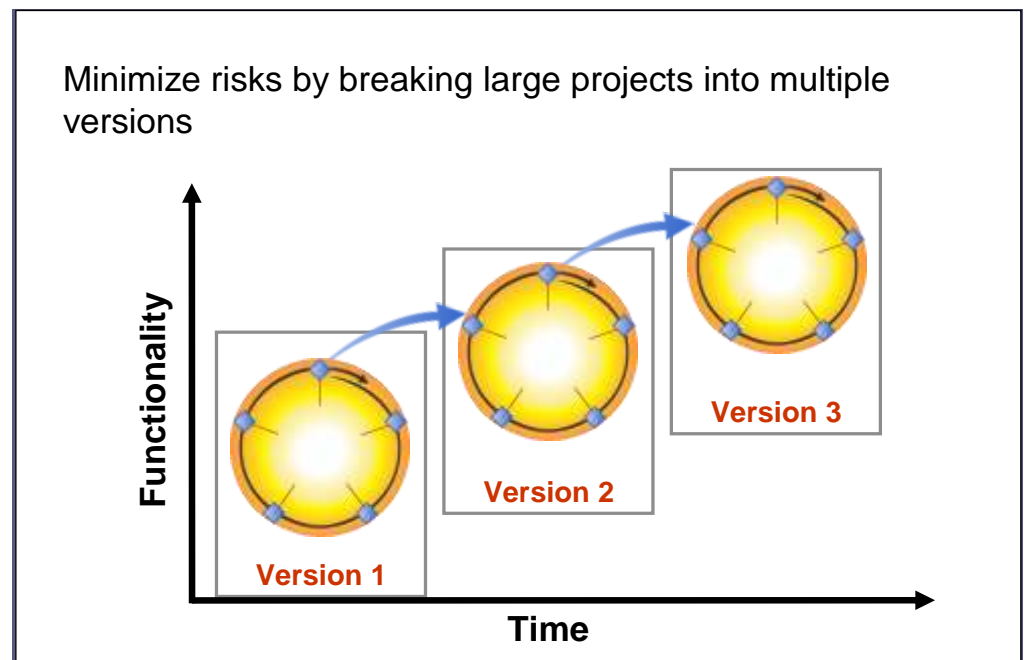 Minimize risks by breaking large projects into multiple
versions
Functionality
Version 3
Version 2
Version 1
Time